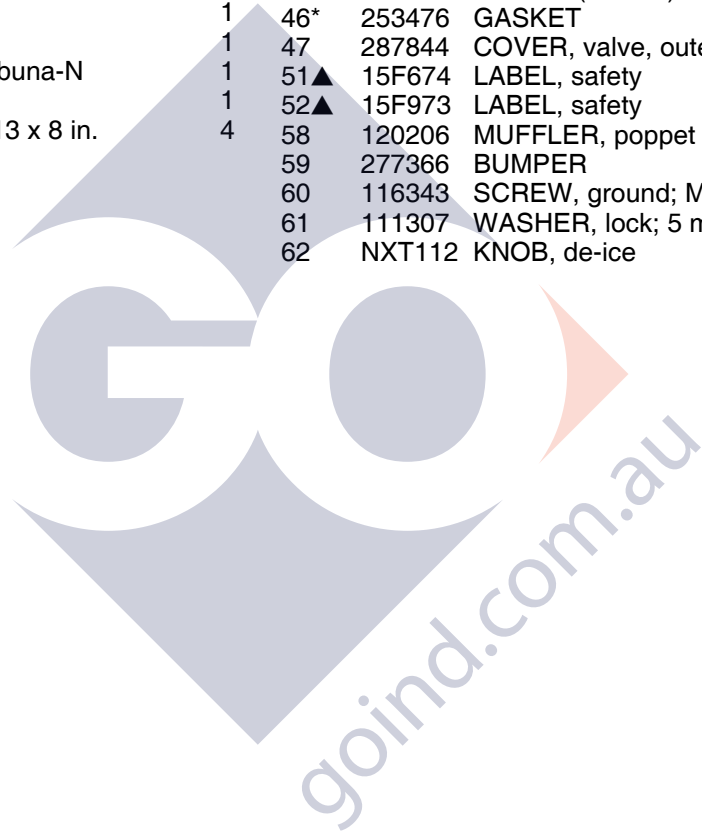 buna-N
13 x 8 in.
1
1
1
1
4
46* 253476 GASKET
47 287844 COVER, valve, oute
51▲ 15F674 LABEL, safety
52▲ 15F973 LABEL, safety
58 120206 MUFFLER, poppet
59 277366 BUMPER
60 116343 SCREW, ground; M
61 111307 WASHER, lock; 5 m
62 NXT112 KNOB, de-ice
GO
goind.com.au